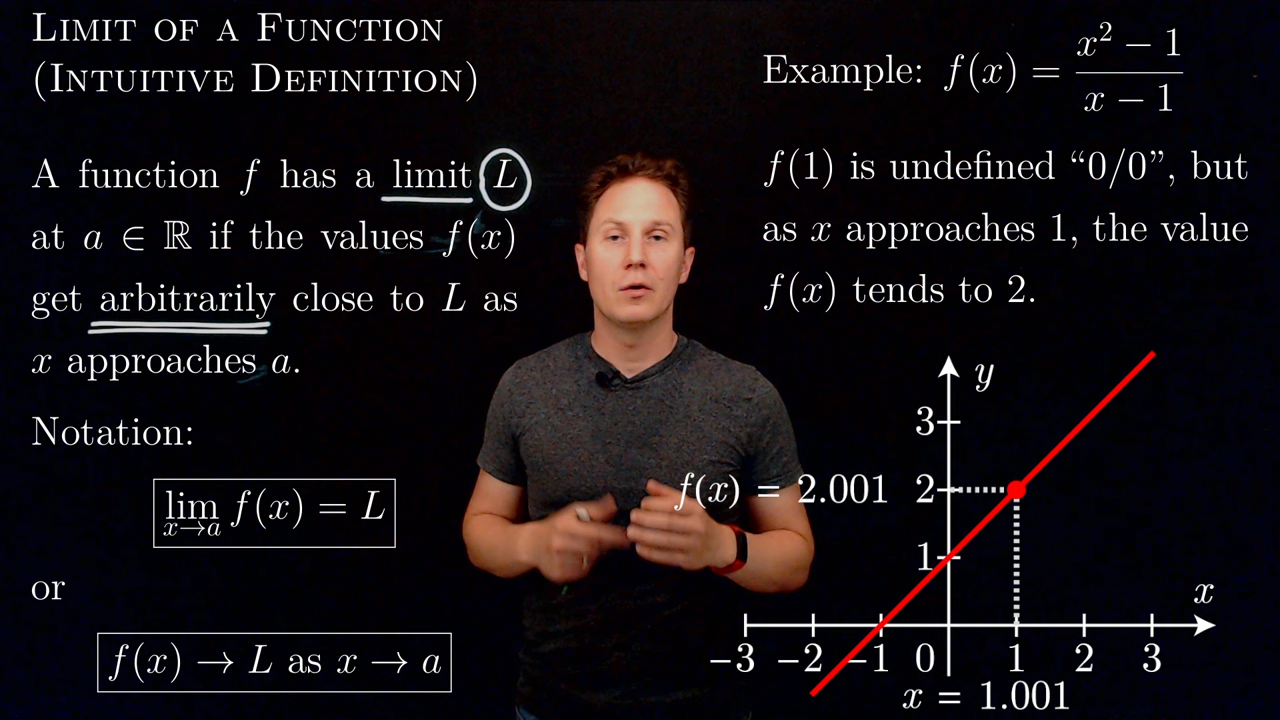 LIMIT OF A FUNCTION
(INTUITIVE DEFINITION)
A function f has a limit L
at a ∈ ℝ if the values f(x)
get arbitrarily close to L as
x approaches a.
Notation:
lim_{x→a} f(x) = L
or
f(x) → L as x → a
Example: f(x) = (x² − 1)/(x − 1)
f(1) is undefined “0/0”, but
as x approaches 1, the value
f(x) tends to 2.
y
3
f(x) = 2.001 2
1
x
−3 −2 −1 0 1 2 3
x = 1.001